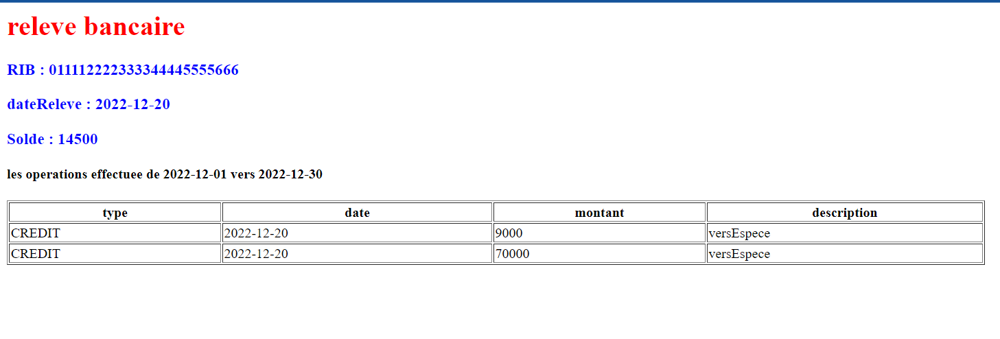 releve bancaire
RIB : 011112222333344445555666
dateReleve : 2022-12-20
Solde : 14500
les operations effectuee de 2022-12-01 vers 2022-12-30
type date montant description
CREDIT 2022-12-20 9000 versEspece
CREDIT 2022-12-20 70000 versEspece